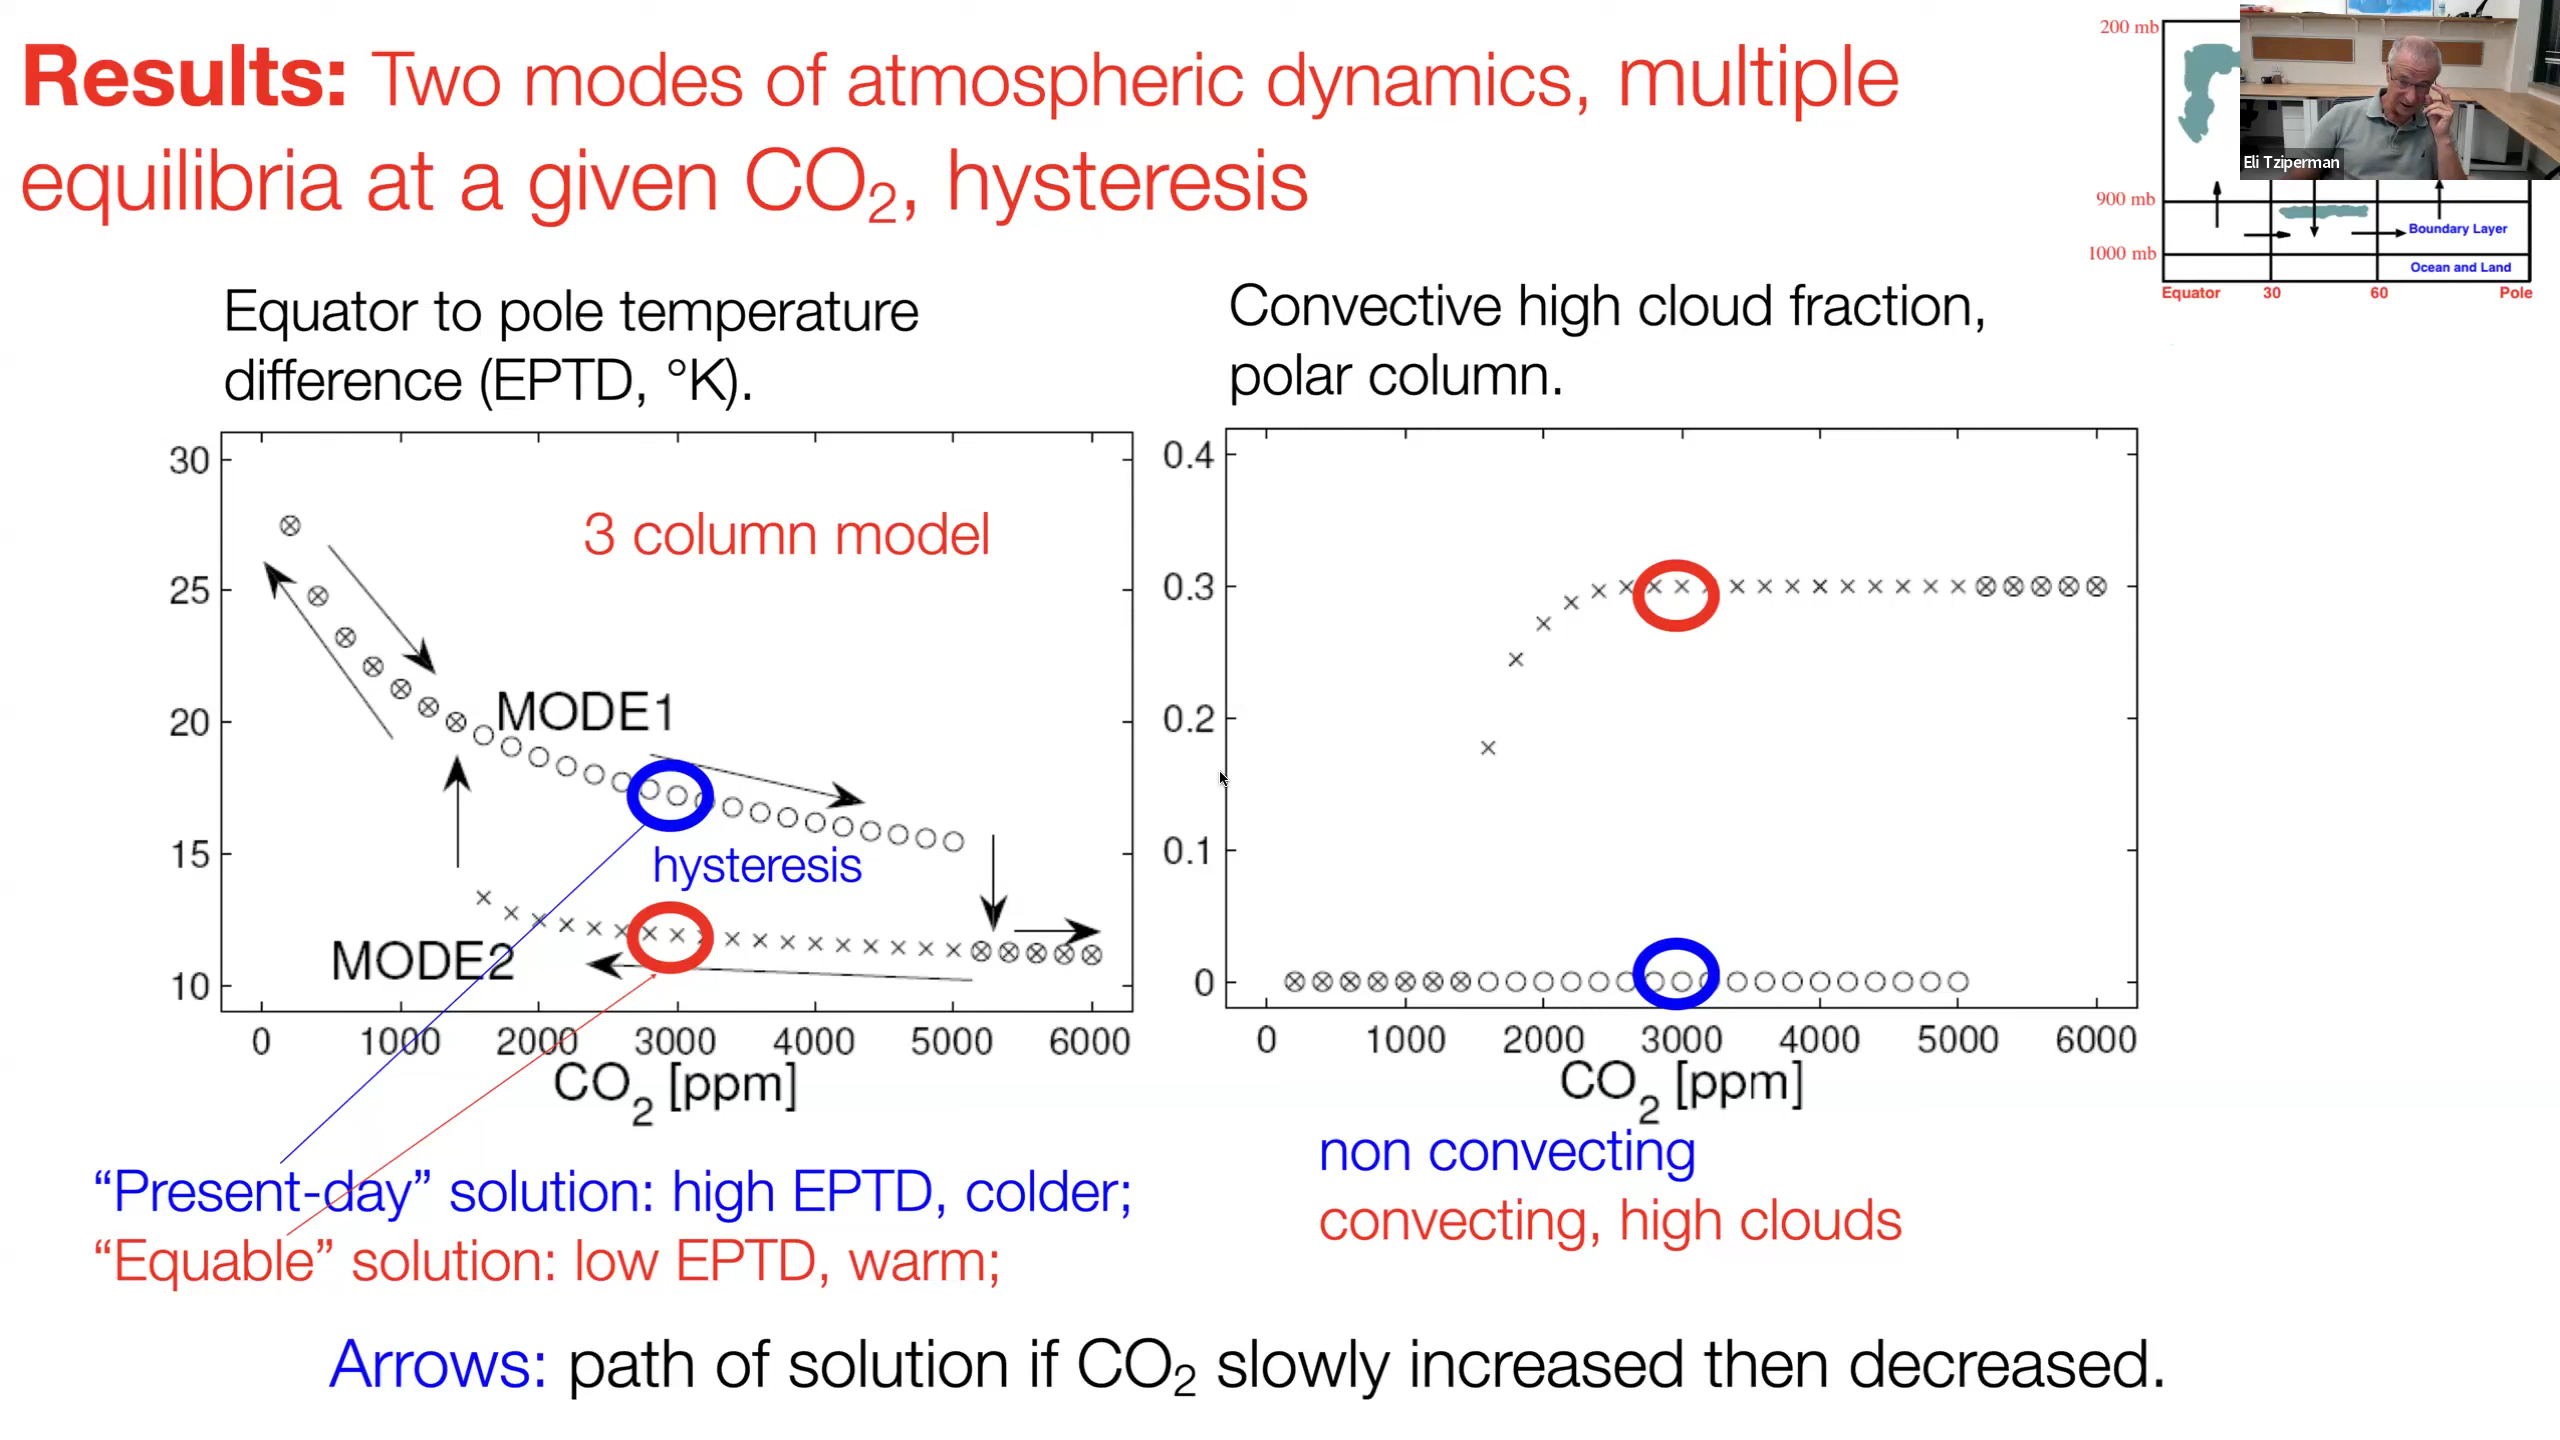 Results: Two modes of atmospheric dynamics, multiple
equilibria at a given CO₂, hysteresis
200 mb
Eli Tziperman
900 mb
Boundary Layer
1000 mb
Ocean and Land
Equator 30 60 Pole
Equator to pole temperature
difference (EPTD, °K).
30
25
20
15
10
3 column model
MODE1
hysteresis
MODE2
0 1000 2000 3000 4000 5000 6000
CO₂ [ppm]
Convective high cloud fraction,
polar column.
0.4
0.3
0.2
0.1
0
0 1000 2000 3000 4000 5000 6000
CO₂ [ppm]
“Present-day” solution: high EPTD, colder;
“Equable” solution: low EPTD, warm;
non convecting
convecting, high clouds
Arrows: path of solution if CO₂ slowly increased then decreased.